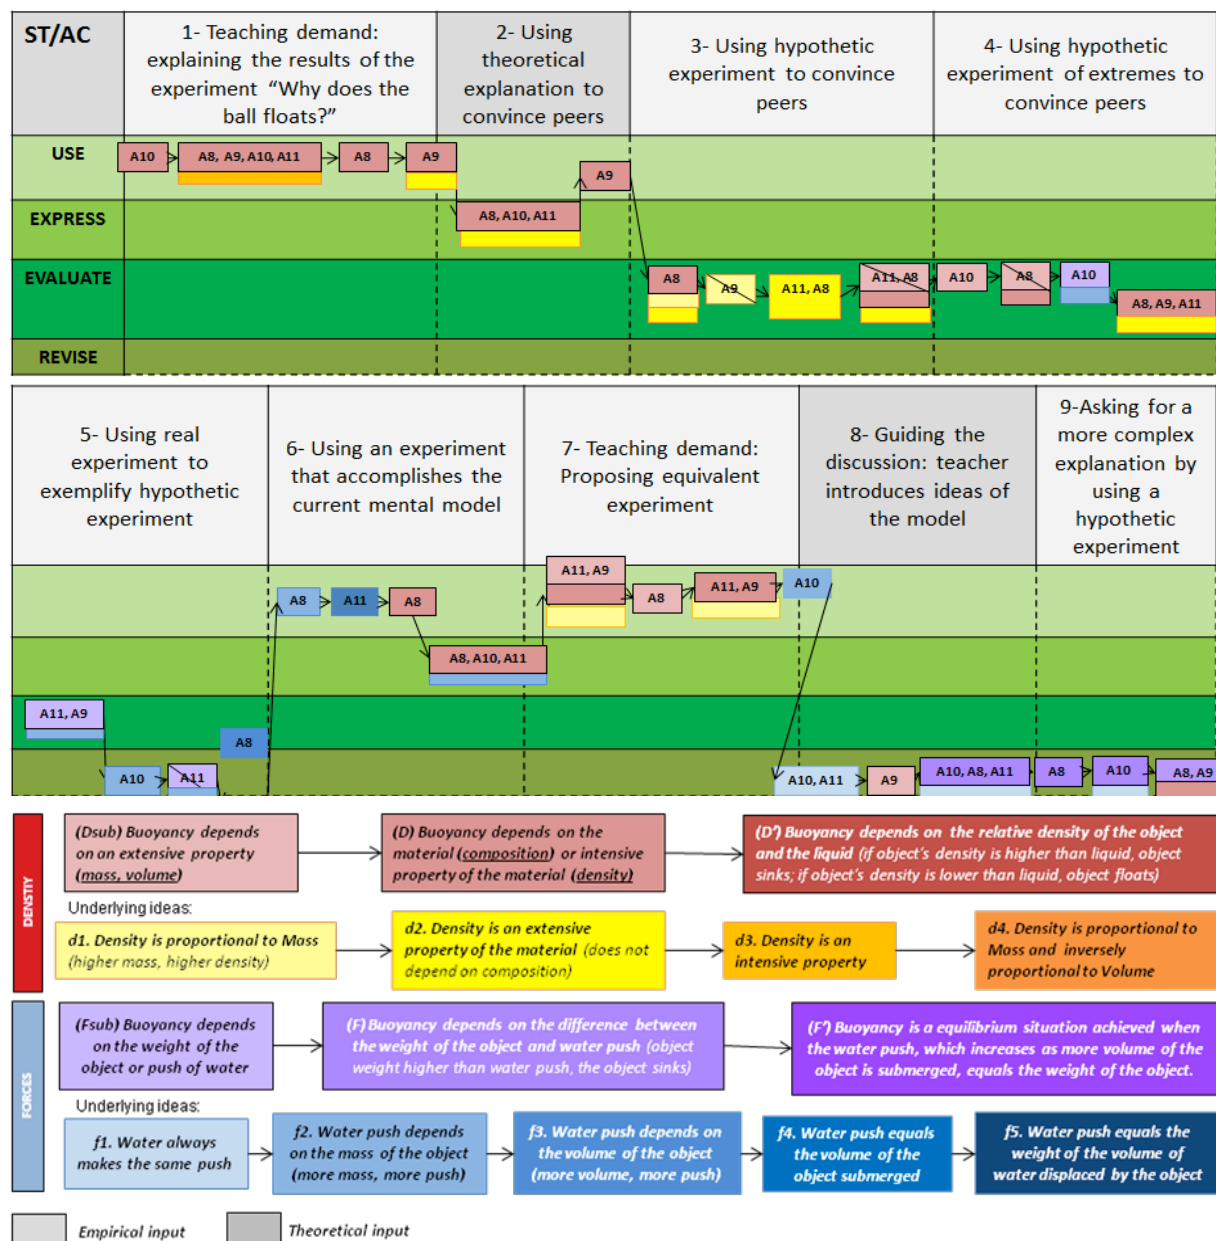 ST/AC
1- Teaching demand:
explaining the results of the
experiment “Why does the
ball floats?”
2- Using
theoretical
explanation to
convince peers
3- Using hypothetic
experiment to convince
peers
4- Using hypothetic
experiment of extremes to
convince peers
USE
A10
A8, A9, A10, A11
A8
A9
A9
EXPRESS
A8, A10, A11
EVALUATE
A8
A9
A11, A8
A11, A8
A10
A8
A10
A8, A9, A11
REVISE
5- Using real
experiment to
exemplify hypothetic
experiment
6- Using an experiment
that accomplishes the
current mental model
7- Teaching demand:
Proposing equivalent
experiment
8- Guiding the
discussion: teacher
introduces ideas of
the model
9-Asking for a
more complex
explanation by
using a
hypothetic
experiment
A8
A11
A8
A11, A9
A8
A11, A9
A10
A8, A10, A11
A11, A9
A8
A10
A11
A10, A11
A9
A10, A8, A11
A8
A10
A8, A9
DENSTIY
(Dsub) Buoyancy depends
on an extensive property
(mass, volume)
(D) Buoyancy depends on the
material (composition) or intensive
property of the material (density)
(D') Buoyancy depends on the relative density of the object
and the liquid (if object's density is higher than liquid, object
sinks; if object's density is lower than liquid, object floats)
Underlying ideas:
d1. Density is proportional to Mass
(higher mass, higher density)
d2. Density is an extensive
property of the material (does not
depend on composition)
d3. Density is an
intensive property
d4. Density is proportional to
Mass and inversely
proportional to Volume
FORCES
(Fsub) Buoyancy depends
on the weight of the
object or push of water
(F) Buoyancy depends on the difference between
the weight of the object and water push (object
weight higher than water push, the object sinks)
(F') Buoyancy is a equilibrium situation achieved when
the water push, which increases as more volume of the
object is submerged, equals the weight of the object.
Underlying ideas:
f1. Water always
makes the same push
f2. Water push depends
on the mass of the object
(more mass, more push)
f3. Water push depends on
the volume of the object
(more volume, more push)
f4. Water push equals
the volume of the
object submerged
f5. Water push equals the
weight of the volume of
water displaced by the object
Empirical input
Theoretical input